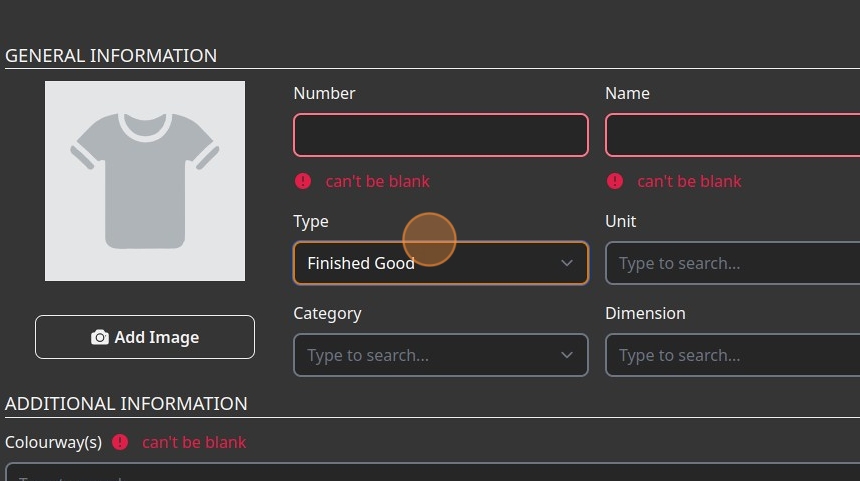 GENERAL INFORMATION
Number Name
can't be blank can't be blank
Type Unit
Finished Good Type to search...
Add Image
Category Dimension
Type to search... Type to search...
ADDITIONAL INFORMATION
Colourway(s) can't be blank